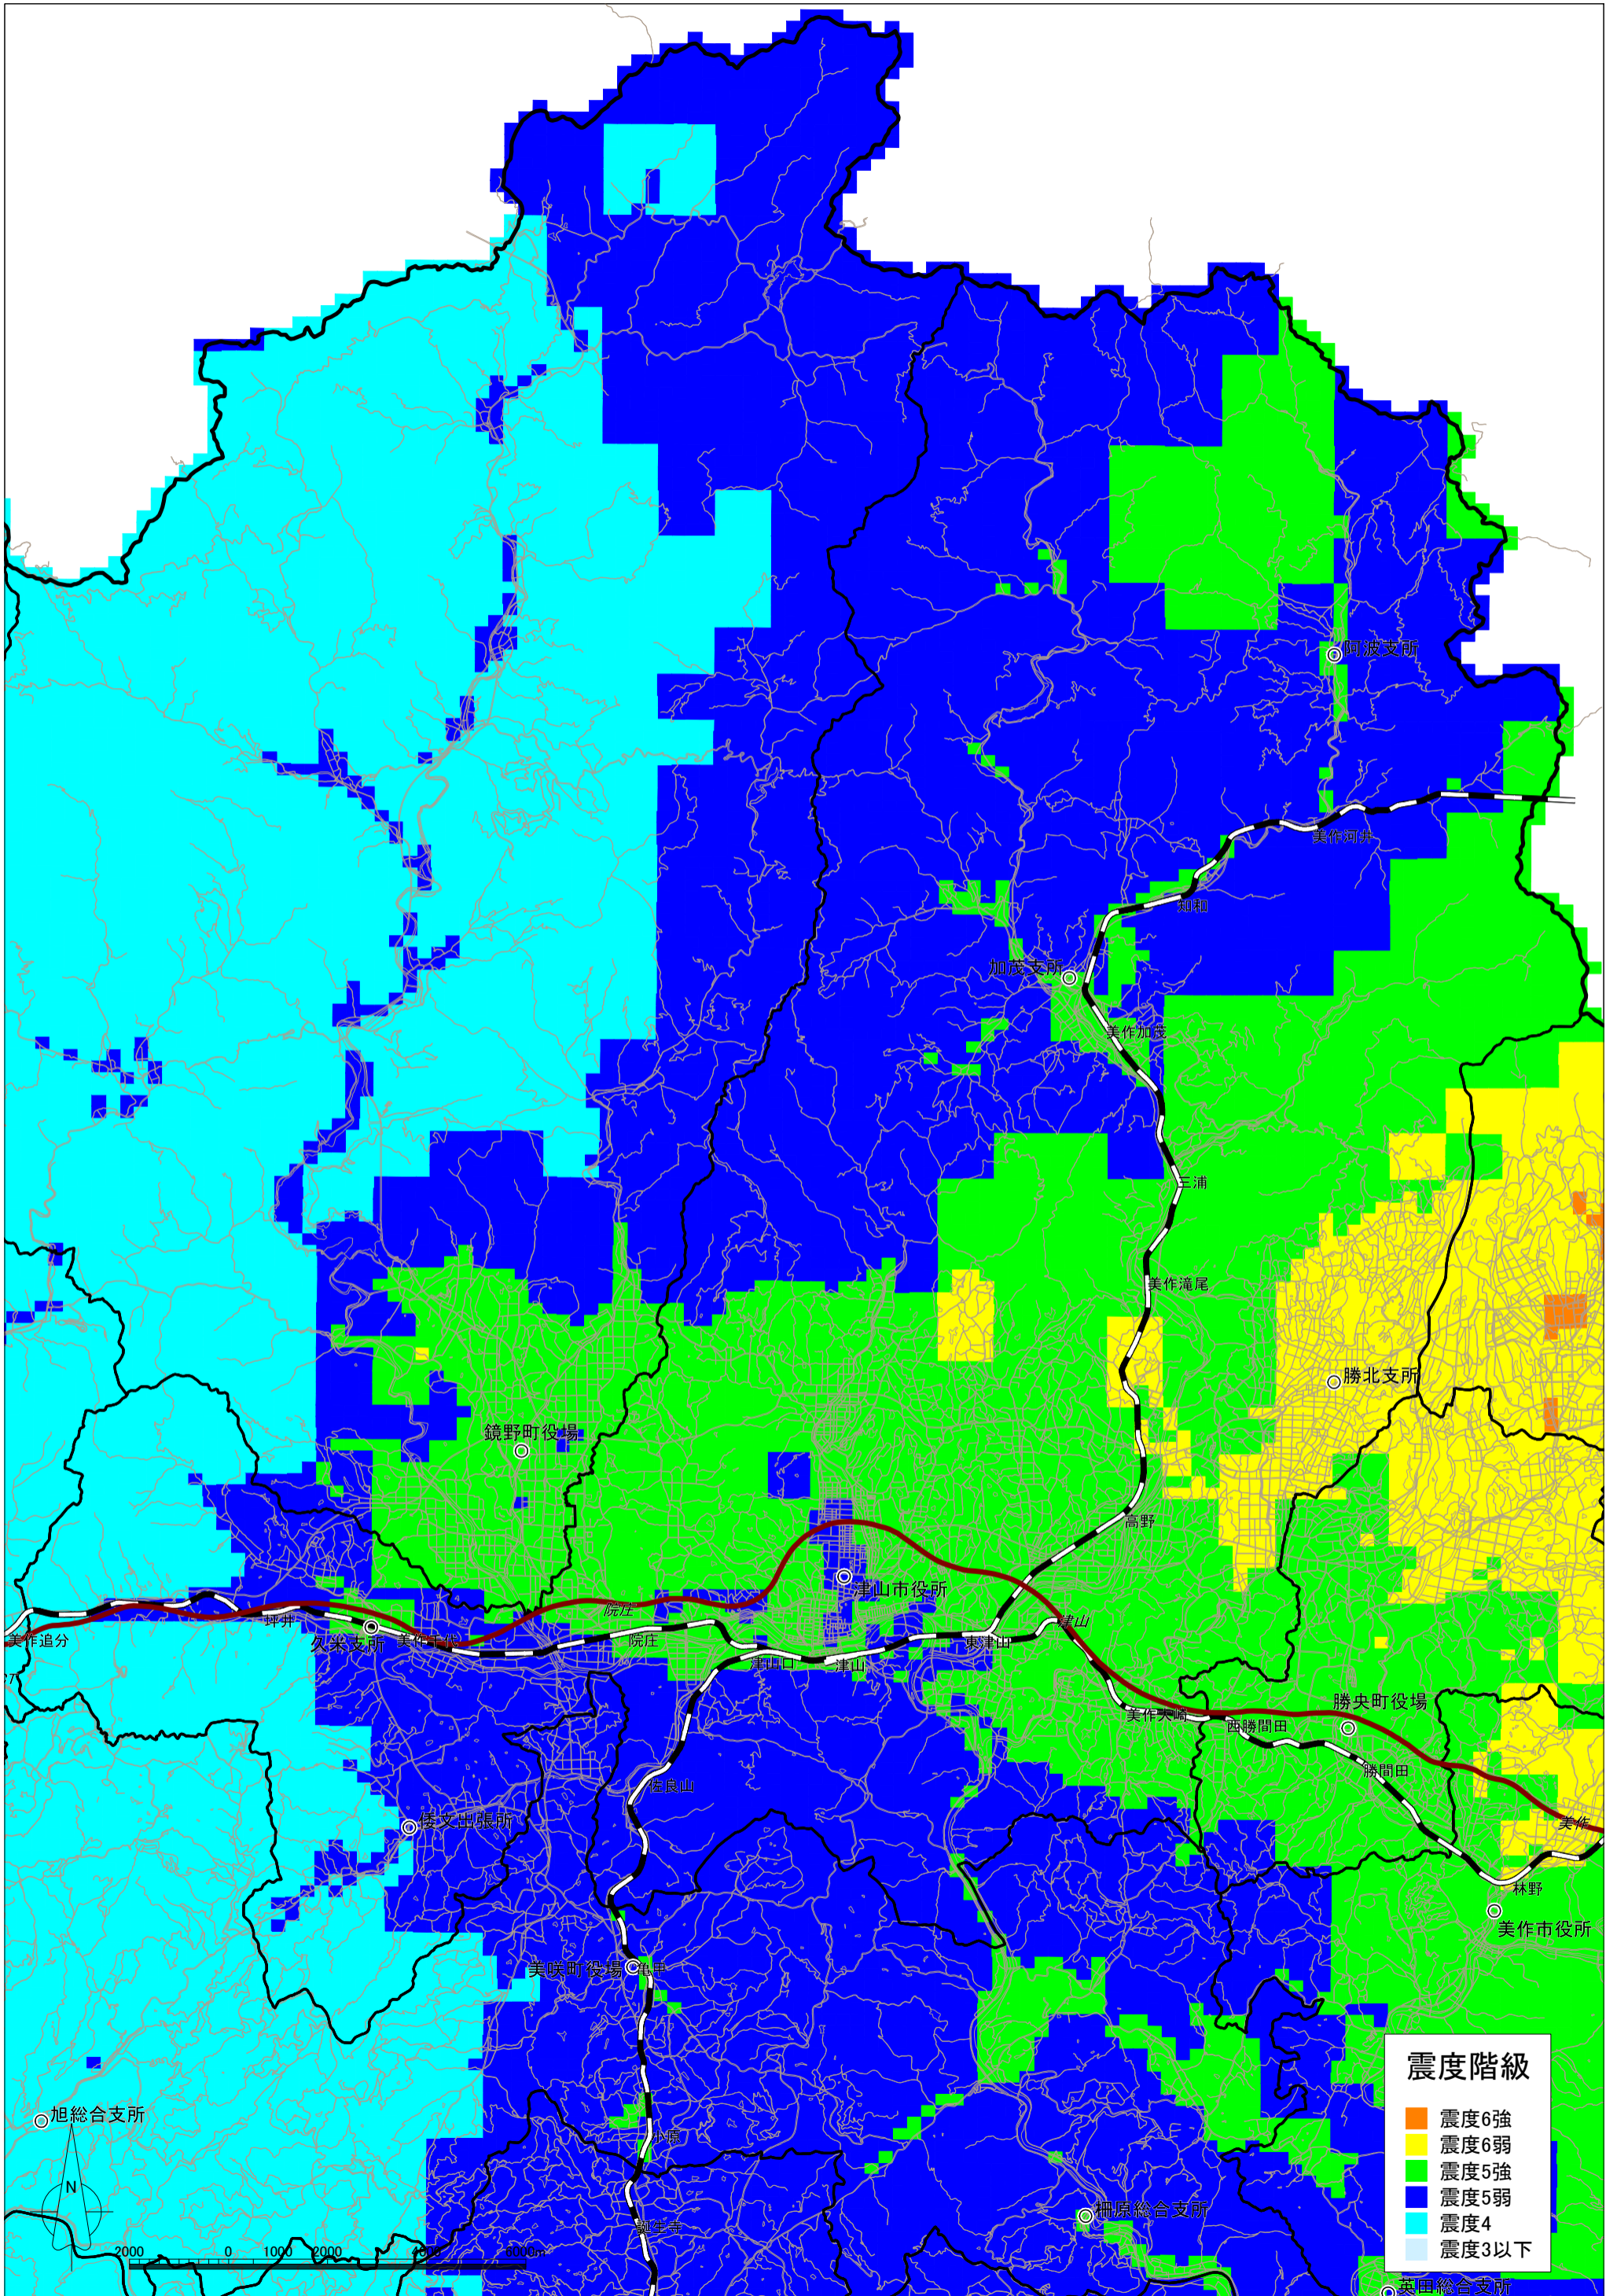 阿波支所
美作河井
知和
加茂支所
美作加茂
三浦
美作滝尾
勝北支所
鏡野町役場
高野
津山市役所
院庄
坪井
久米支所
美作千代
美作追分
院庄
津山口
津山
東津山
津山
美作大崎
西勝間田
勝央町役場
勝間田
佐良山
倭文出張所
美作
林野
美作市役所
美咲町役場
亀甲
旭総合支所
小原
柵原総合支所
誕生寺
英田総合支所
震度階級
震度6強
震度6弱
震度5強
震度5弱
震度4
震度3以下
N
2000 0 1000 2000 4000 6000m